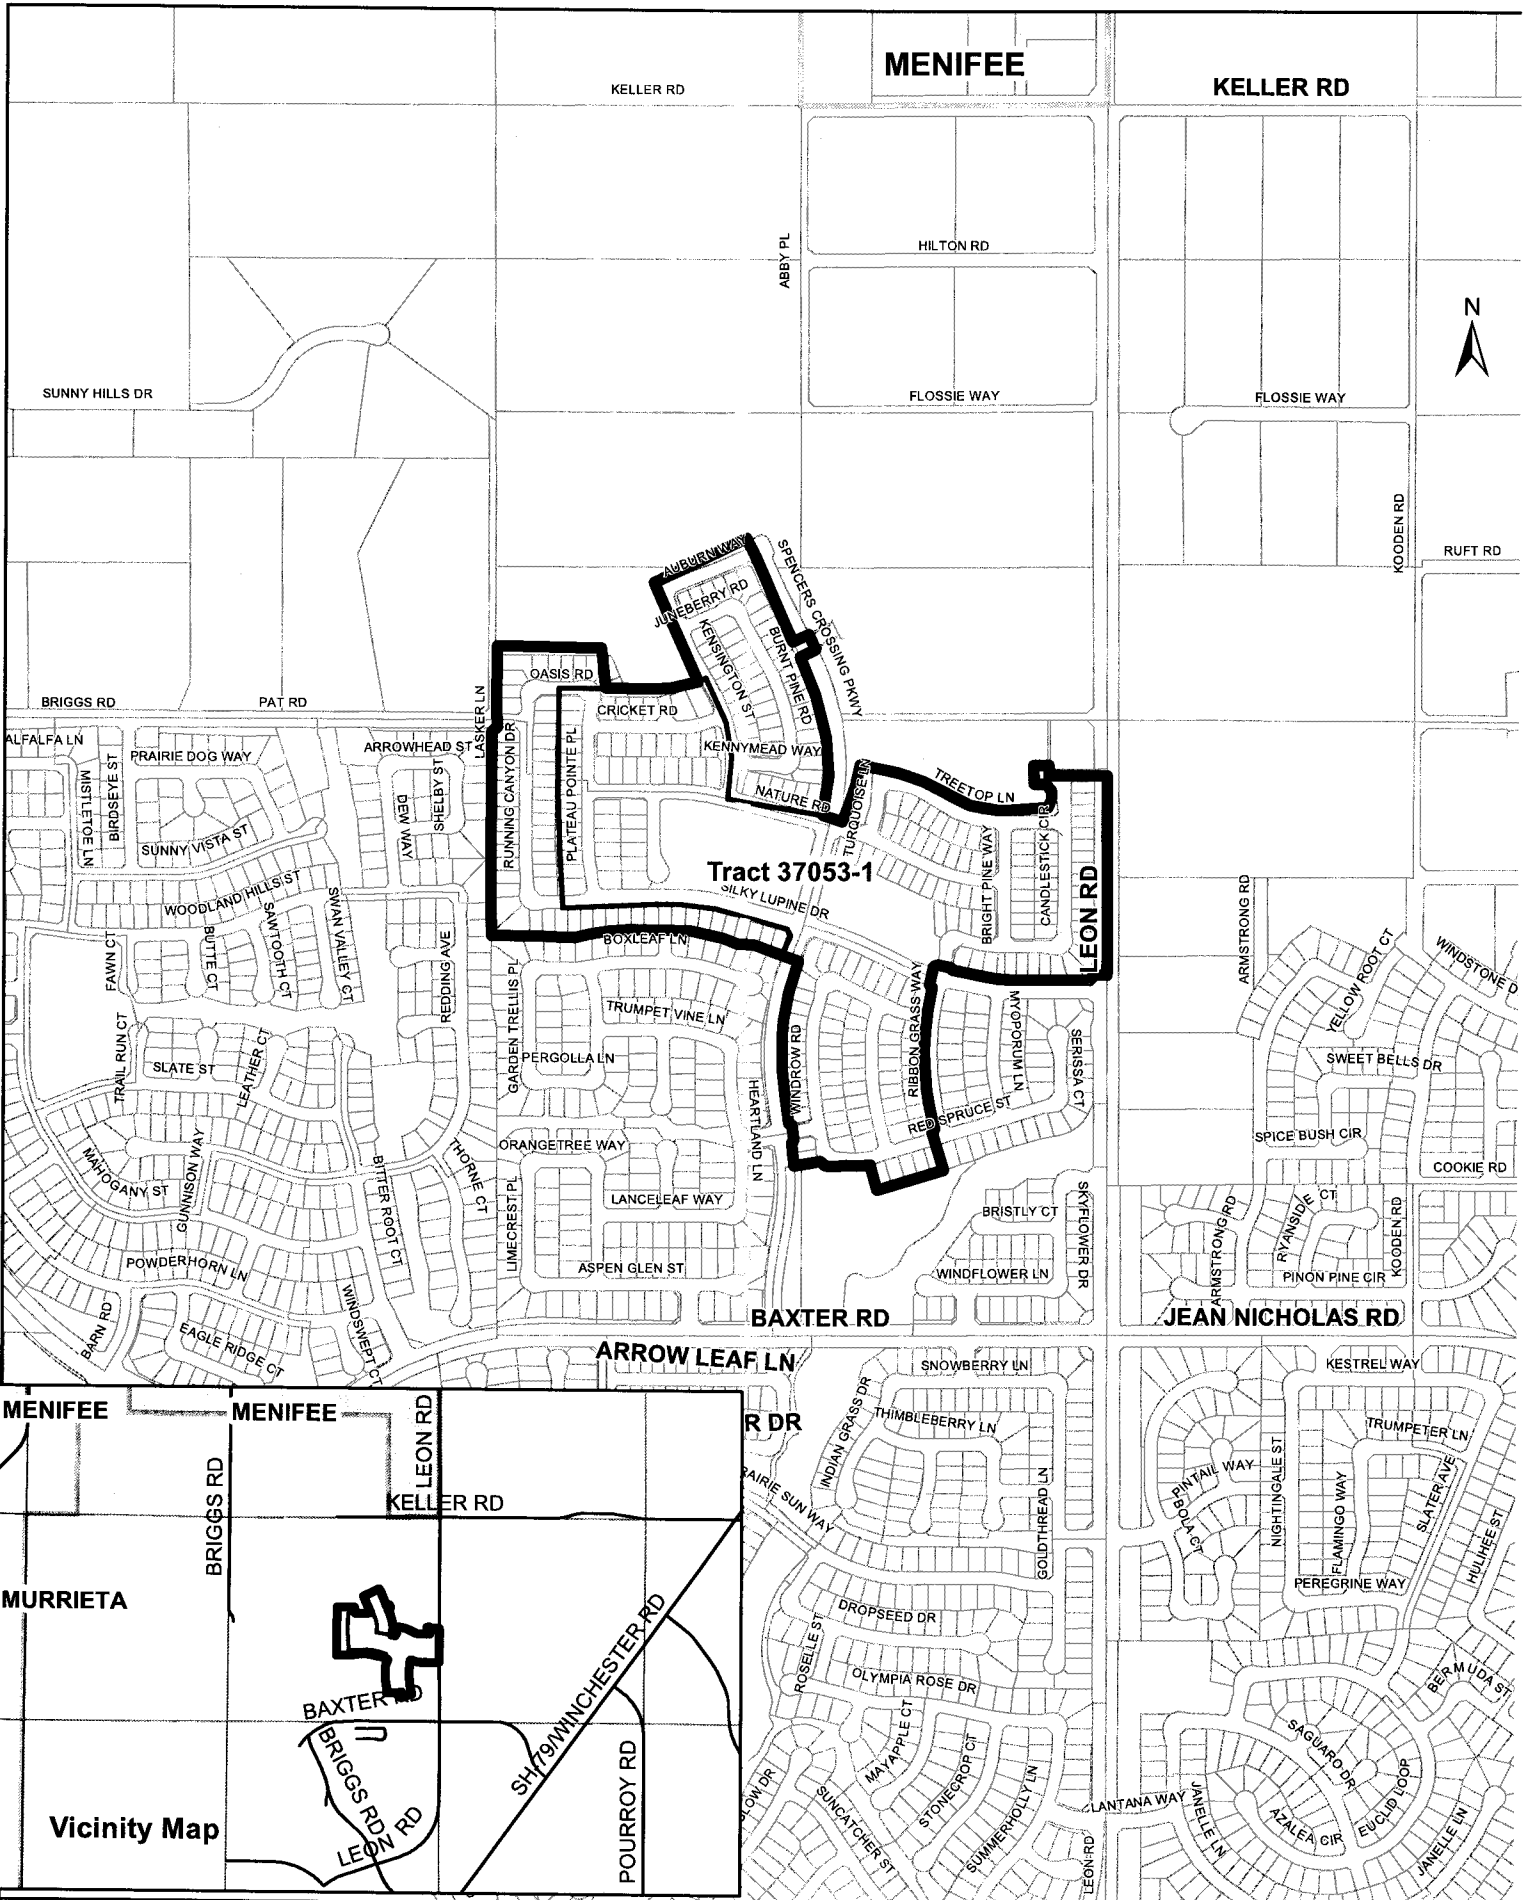 MENIFEE
KELLER RD
KELLER RD
HILTON RD
ABBY PL
N
SUNNY HILLS DR
FLOSSIE WAY
FLOSSIE WAY
KOODEN RD
RUFT RD
AUBURN WAY
SPENCERS CROSSING PKWY
JUNEBERRY RD
KENSINGTON ST
BURNT PINE RD
OASIS RD
CRICKET RD
BRIGGS RD
PAT RD
LASKER LN
ALFALFA LN
PRAIRIE DOG WAY
ARROWHEAD ST
KENNYMEAD WAY
MISTLETOE LN
BIRDSEYE ST
DEW WAY
SHELBY ST
RUNNING CANYON DR
PLATEAU POINTE PL
NATURE RD
TURQUOISE LN
TREETOP LN
SUNNY VISTA ST
Tract 37053-1
BRIGHT PINE WAY
CANDLESTICK CIR
LEON RD
WOODLAND HILLS ST
SILKY LUPINE DR
BOXLEAF LN
FAWN CT
BUTTE CT
SAWTOOTH CT
SWAN VALLEY CT
REDDING AVE
ARMSTRONG RD
YELLOW ROOT CT
WINDSTONE D
GARDEN TRELLIS PL
TRUMPET VINE LN
PERGOLLA LN
WINDROW RD
RIBBON GRASS WAY
MYOPORUM LN
SERISSA CT
SWEET BELLS DR
TRAIL RUN CT
SLATE ST
LEATHER CT
HEARTLAND LN
RED SPRUCE ST
SPICE BUSH CIR
COOKIE RD
MAHOGANY ST
GUNNISON WAY
BITTER ROOT CT
THORNE CT
ORANGETREE WAY
LANCELEAF WAY
LIMECREST PL
BRISTLY CT
SKYFLOWER DR
ARMSTRONG RD
RYANSIDE CT
KOODEN RD
POWDERHORN LN
ASPEN GLEN ST
WINDFLOWER LN
PINON PINE CIR
BARN RD
EAGLE RIDGE CT
WINDSWEPT CT
BAXTER RD
JEAN NICHOLAS RD
ARROW LEAF LN
SNOWBERRY LN
KESTREL WAY
MENIFEE
MENIFEE
LEON RD
R DR
INDIAN GRASS DR
THIMBLEBERRY LN
TRUMPETER LN
BRIGGS RD
KELLER RD
RAIRIE SUN WAY
GOLDTHREAD LN
PINTAIL WAY
BOLA CT
NIGHTINGALE ST
FLAMINGO WAY
SLATER AVE
HULIHEE ST
PEREGRINE WAY
MURRIETA
DROPSEED DR
ROSELLE ST
OLYMPIA ROSE DR
BERMUDA ST
SH79/WINCHESTER RD
BAXTER RD
BRIGGS RD
LEON RD
POURROY RD
MAYAPPLE CT
STONECROP CT
SUMMERHOLLY LN
SUNCATCHER ST
LOW DR
LANTANA WAY
LEON RD
JANELLE LN
SAGUARO DR
AZALEA CIR
EUCLID LOOP
JANELLE LN
Vicinity Map